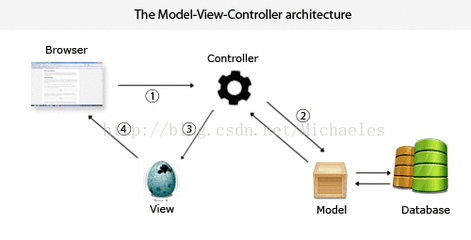 The Model-View-Controller architecture
Browser
Controller
①
②
http://blog.csdn.net/Michaeles
④
③
View
Model
Database